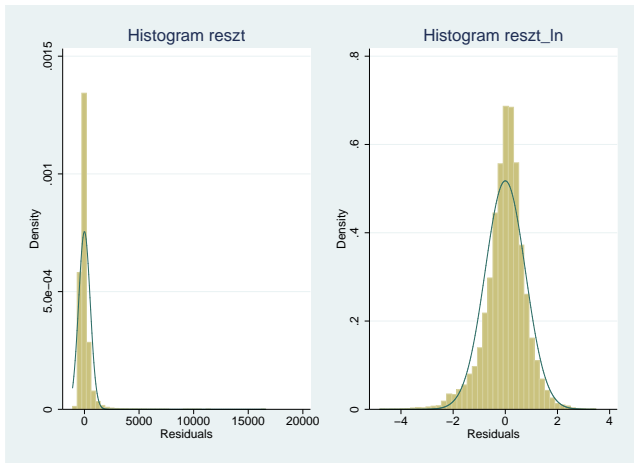 Histogram reszt
.0015
.001
5.0e−04
0
Density
0
5000
10000
15000
20000
Residuals
Histogram reszt_ln
.8
.6
.4
.2
0
Density
−4
−2
0
2
4
Residuals